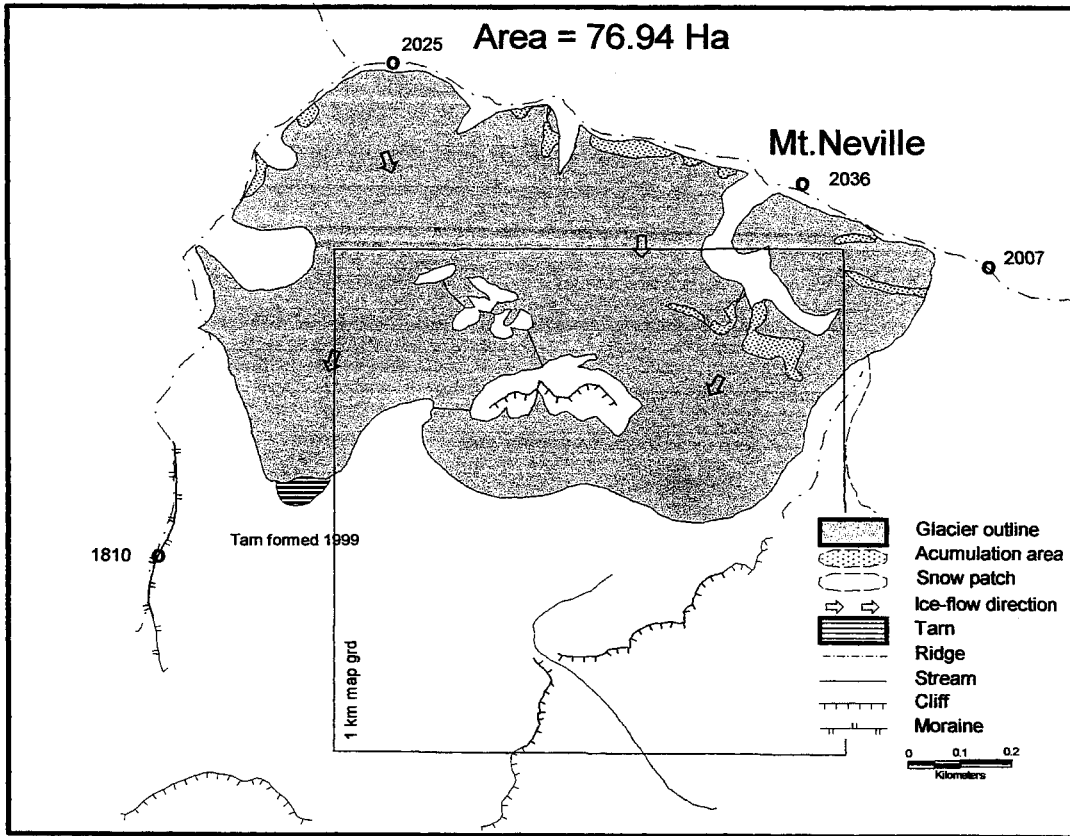 Area = 76.94 Ha
2025
Mt.Neville
2036
2007
1810
Tarn formed 1999
1 km map grd
Glacier outline
Acumulation area
Snow patch
Ice-flow direction
Tarn
Ridge
Stream
Cliff
Moraine
0 0.1 0.2
Kilometers